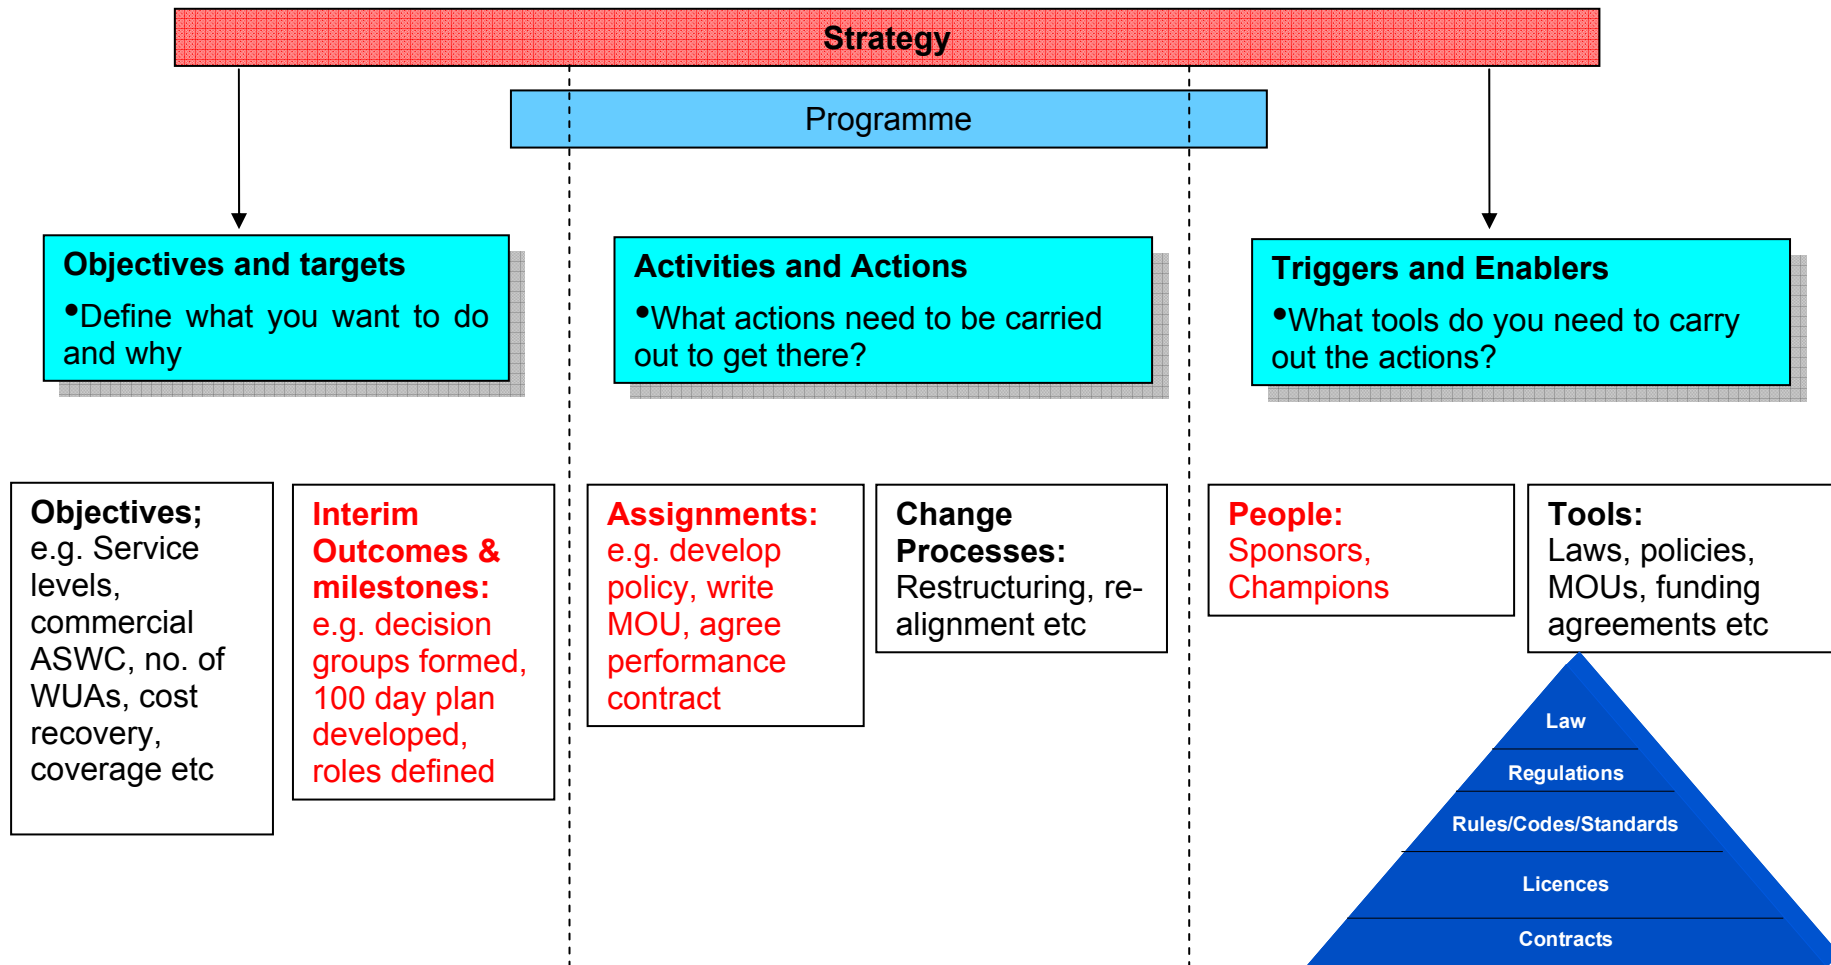 Strategy
Programme
Objectives and targets
•Define what you want to do
and why
Activities and Actions
•What actions need to be carried
out to get there?
Triggers and Enablers
•What tools do you need to carry
out the actions?
Objectives;
e.g. Service
levels,
commercial
ASWC, no. of
WUAs, cost
recovery,
coverage etc
Interim
Outcomes &
milestones:
e.g. decision
groups formed,
100 day plan
developed,
roles defined
Assignments:
e.g. develop
policy, write
MOU, agree
performance
contract
Change
Processes:
Restructuring, re-
alignment etc
People:
Sponsors,
Champions
Tools:
Laws, policies,
MOUs, funding
agreements etc
Law
Regulations
Rules/Codes/Standards
Licences
Contracts